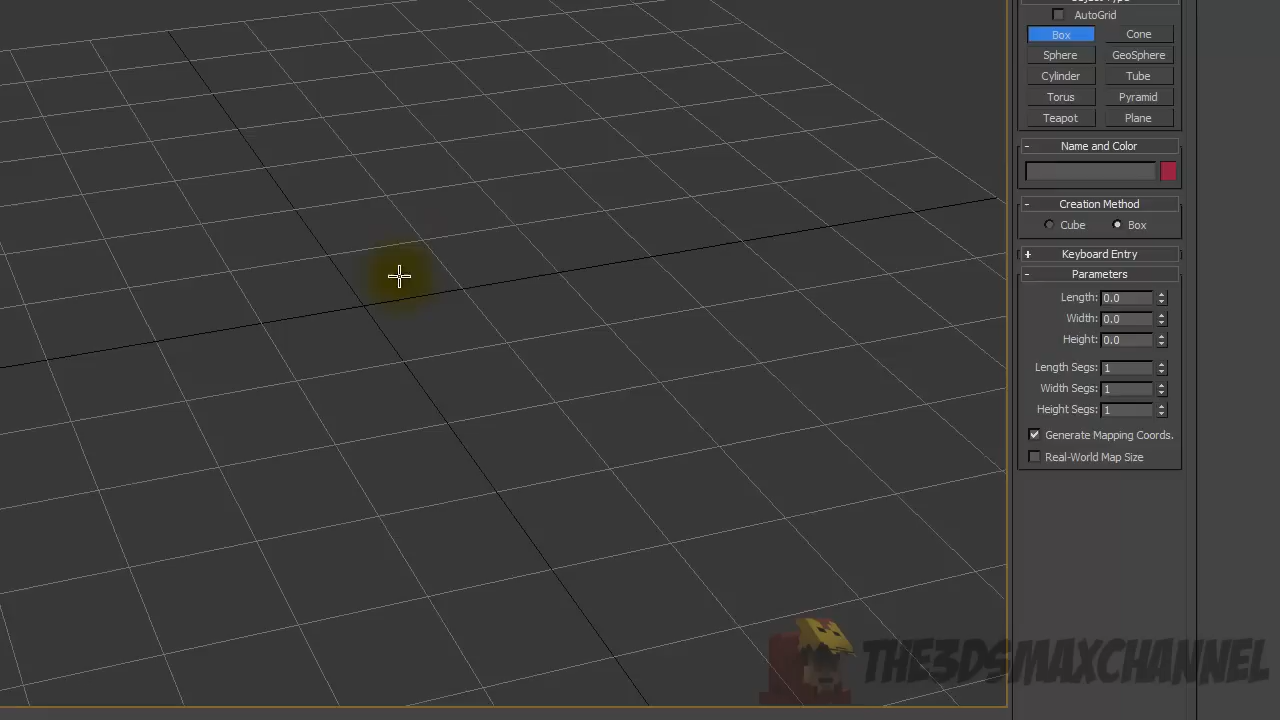 Object Type
AutoGrid
Box Cone
Sphere GeoSphere
Cylinder Tube
Torus Pyramid
Teapot Plane
- Name and Color
- Creation Method
Cube Box
+ Keyboard Entry
- Parameters
Length: 0.0
Width: 0.0
Height: 0.0
Length Segs: 1
Width Segs: 1
Height Segs: 1
Generate Mapping Coords.
Real-World Map Size
THE3DSMAXCHANNEL